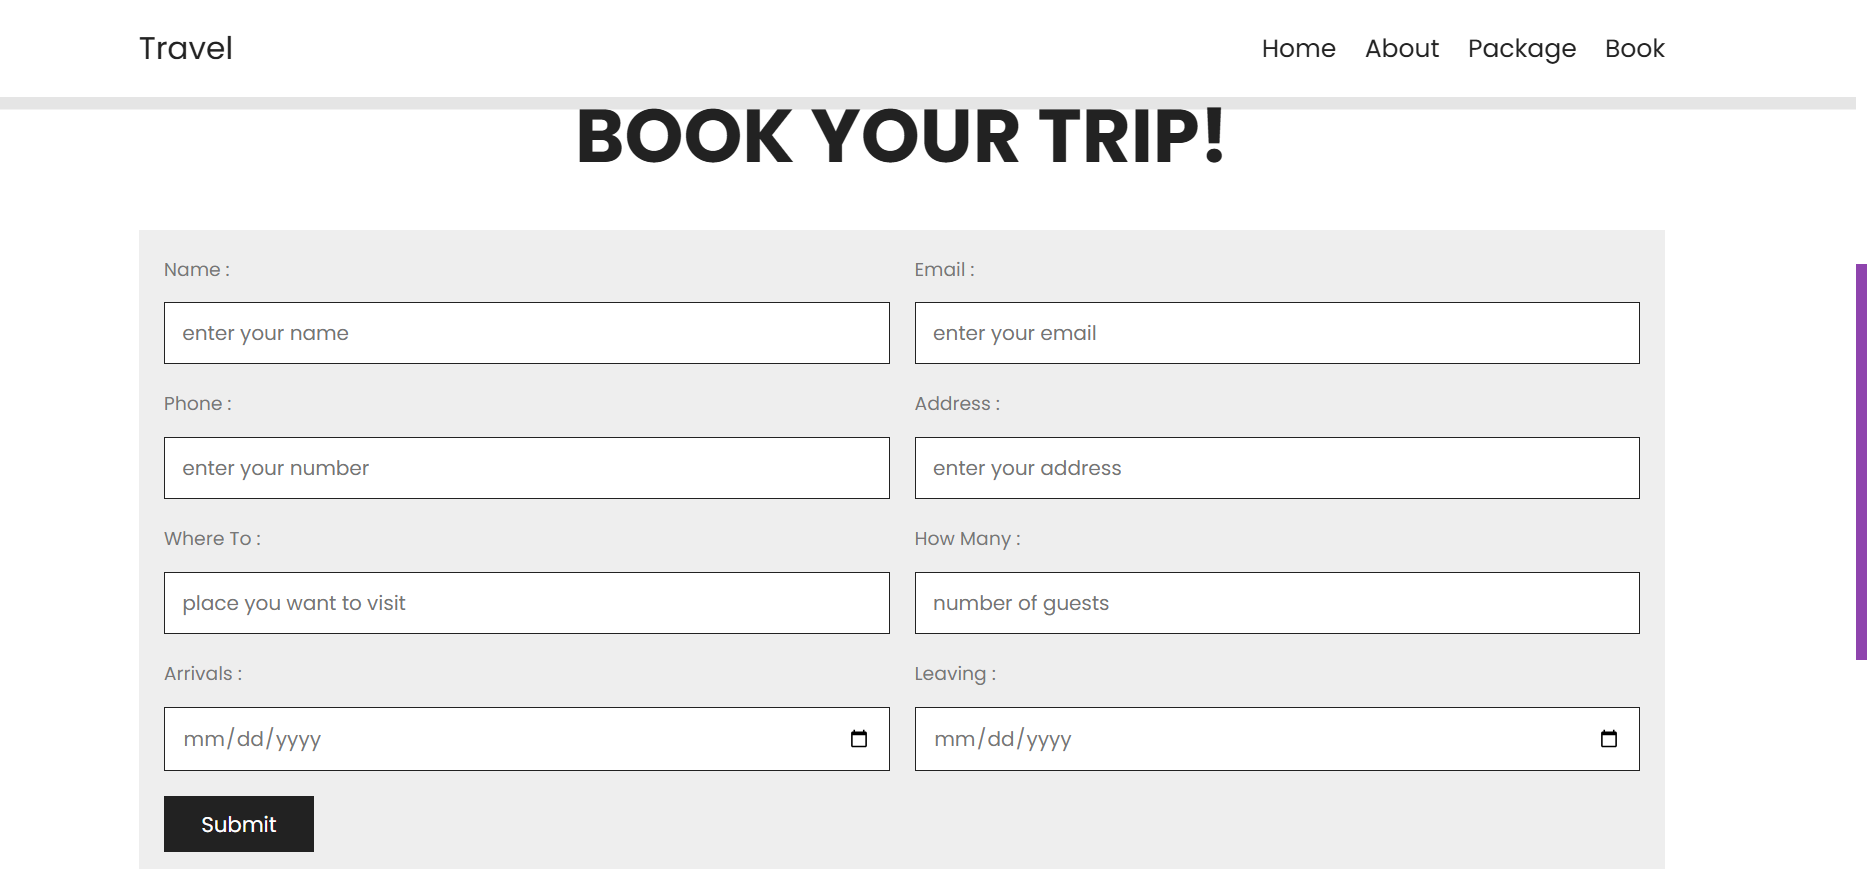 Travel
Home About Package Book
BOOK YOUR TRIP!
Name : Email :
enter your name enter your email
Phone : Address :
enter your number enter your address
Where To : How Many :
place you want to visit number of guests
Arrivals : Leaving :
mm/dd/yyyy mm/dd/yyyy
Submit